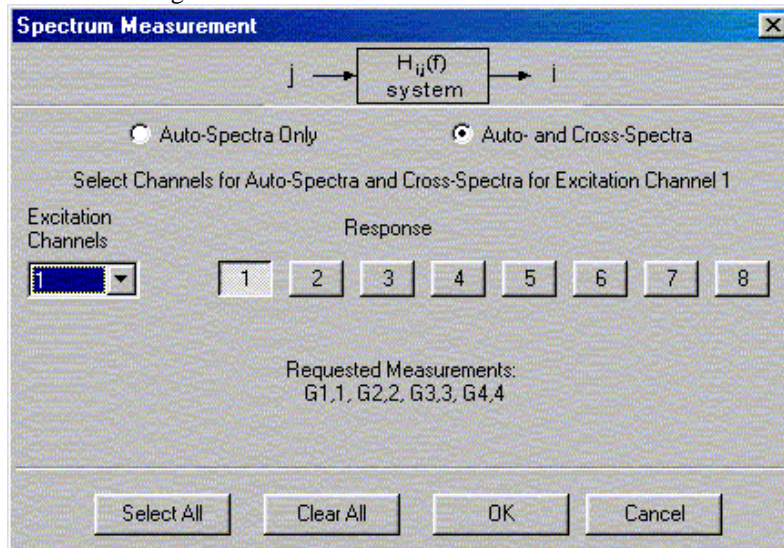 Spectrum Measurement
j
Hij(f)
system
i
Auto-Spectra Only
Auto- and Cross-Spectra
Select Channels for Auto-Spectra and Cross-Spectra for Excitation Channel 1
Excitation
Channels
Response
1
1 2 3 4 5 6 7 8
Requested Measurements:
G1,1, G2,2, G3,3, G4,4
Select All Clear All OK Cancel